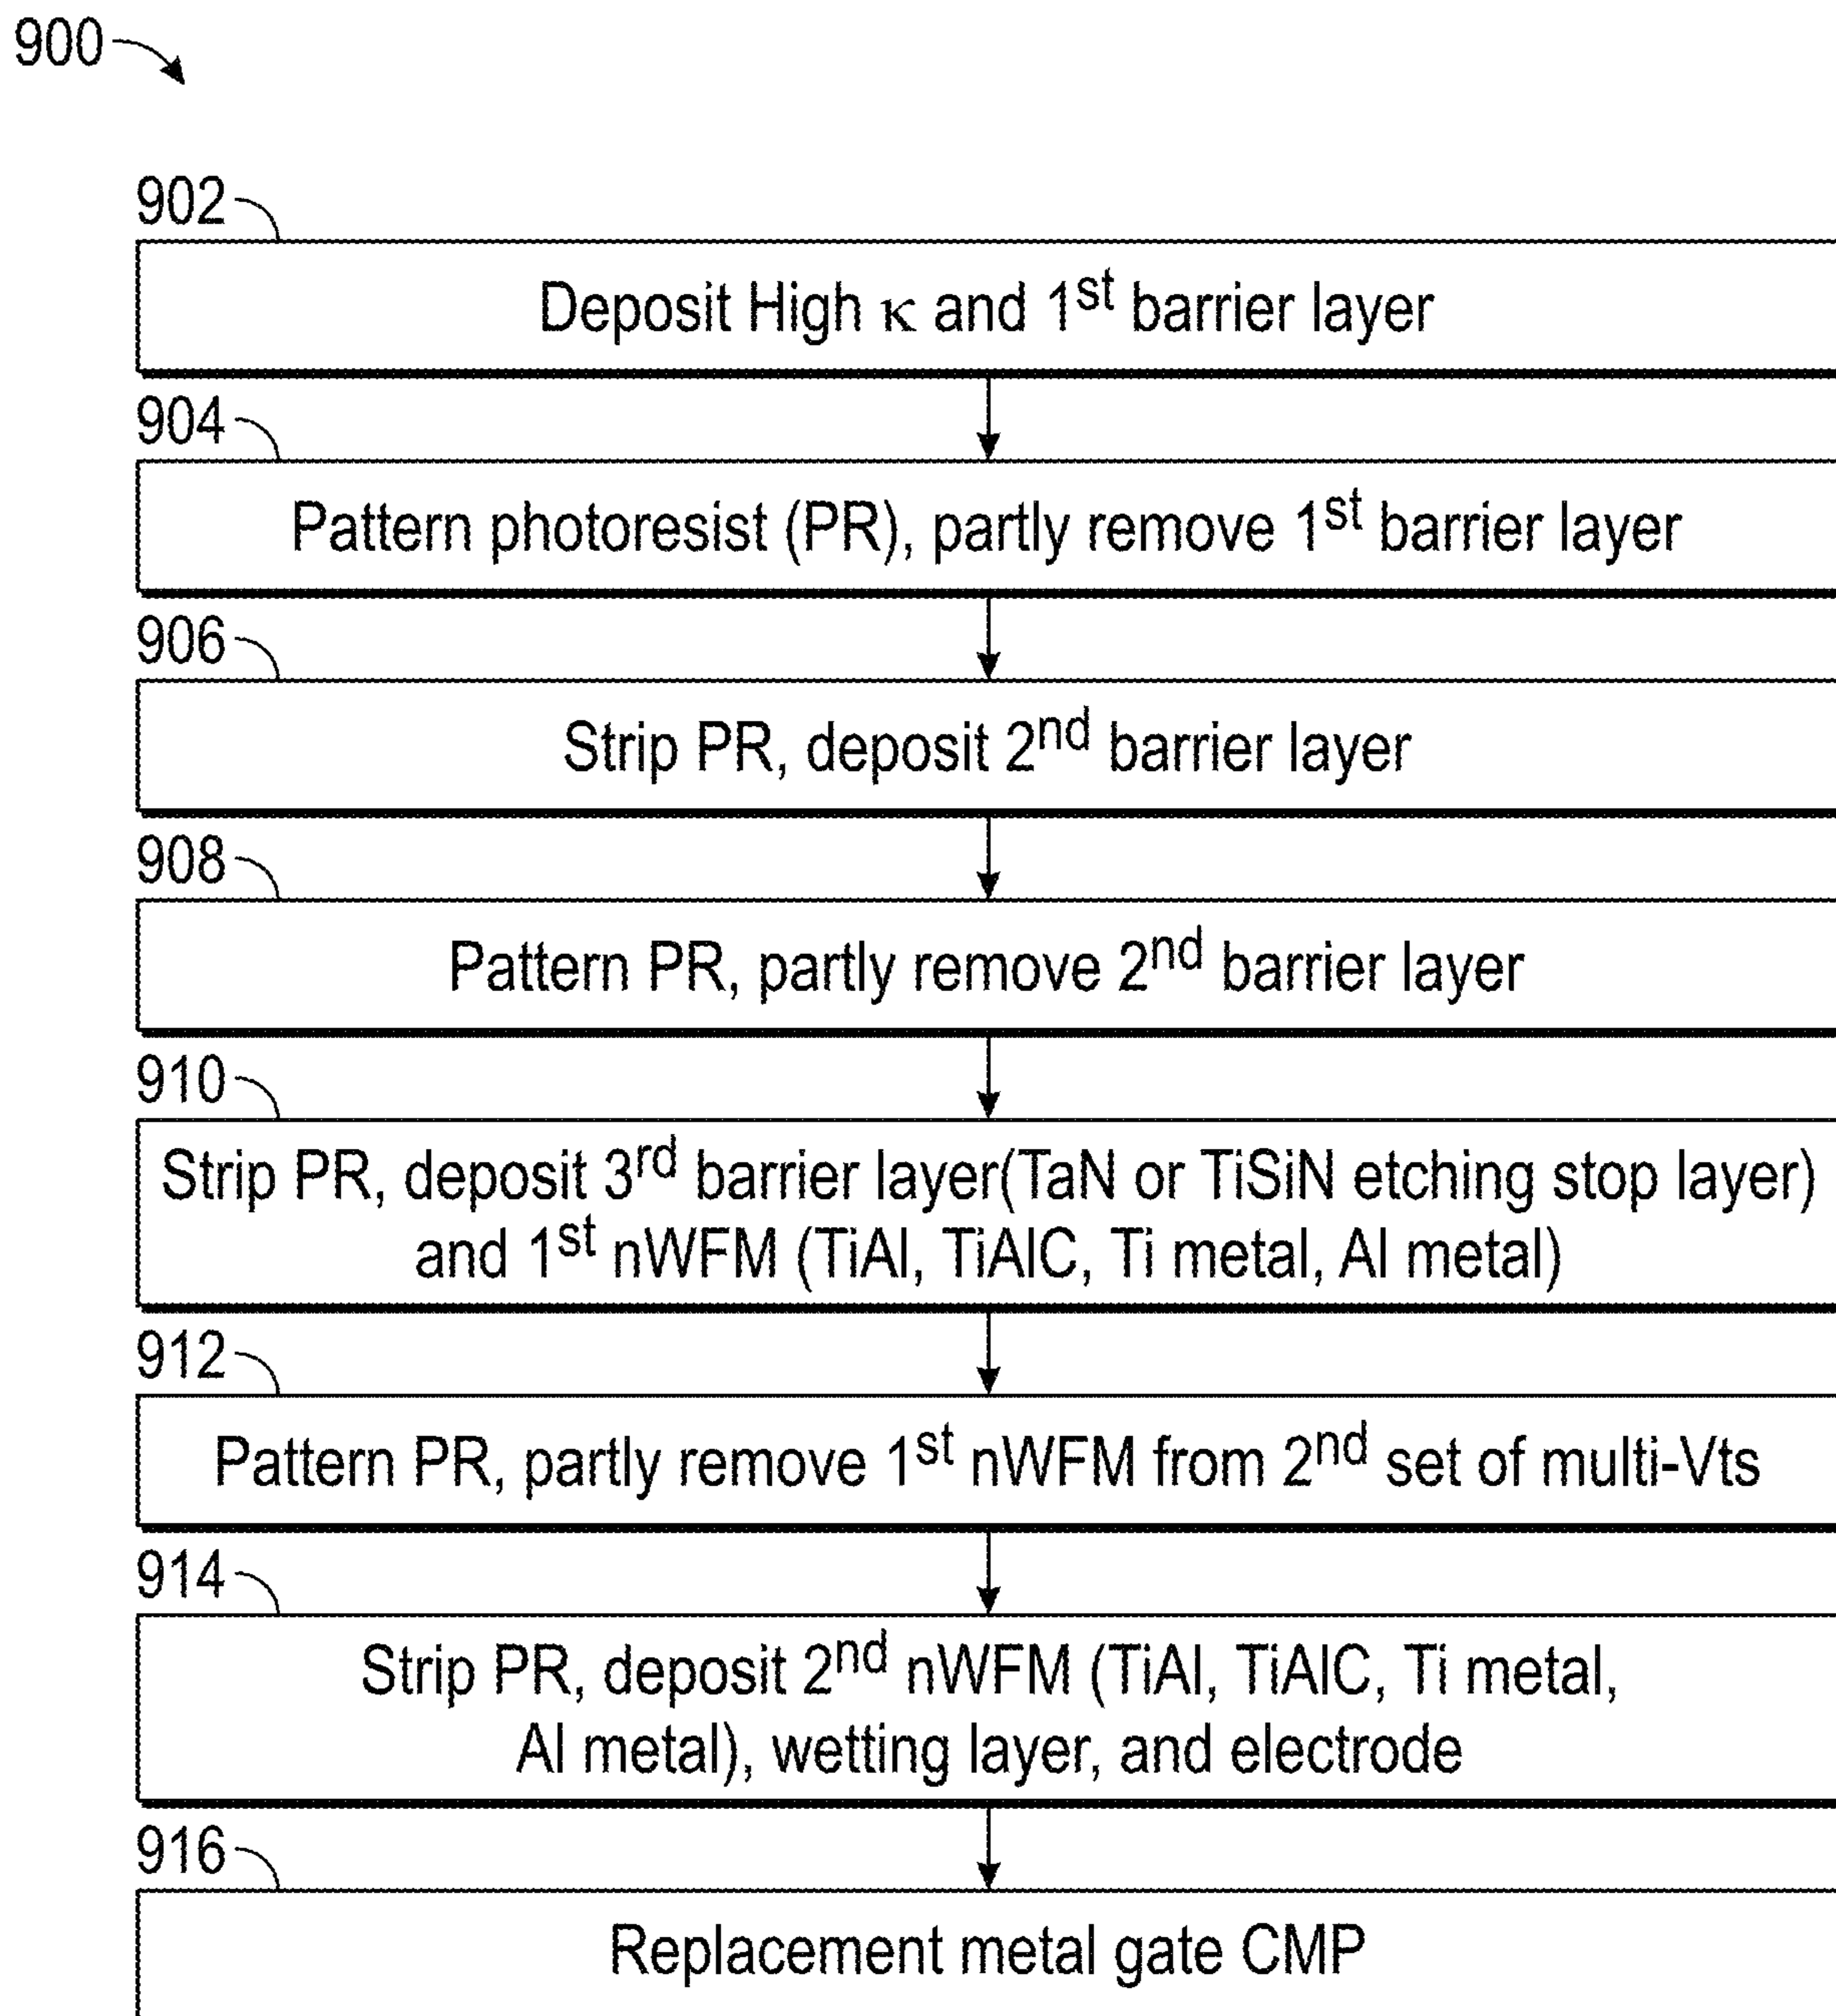 900
902
Deposit High κ and 1st barrier layer
904
Pattern photoresist (PR), partly remove 1st barrier layer
906
Strip PR, deposit 2nd barrier layer
908
Pattern PR, partly remove 2nd barrier layer
910
Strip PR, deposit 3rd barrier layer(TaN or TiSiN etching stop layer)
and 1st nWFM (TiAl, TiAlC, Ti metal, Al metal)
912
Pattern PR, partly remove 1st nWFM from 2nd set of multi-Vts
914
Strip PR, deposit 2nd nWFM (TiAl, TiAlC, Ti metal,
Al metal), wetting layer, and electrode
916
Replacement metal gate CMP